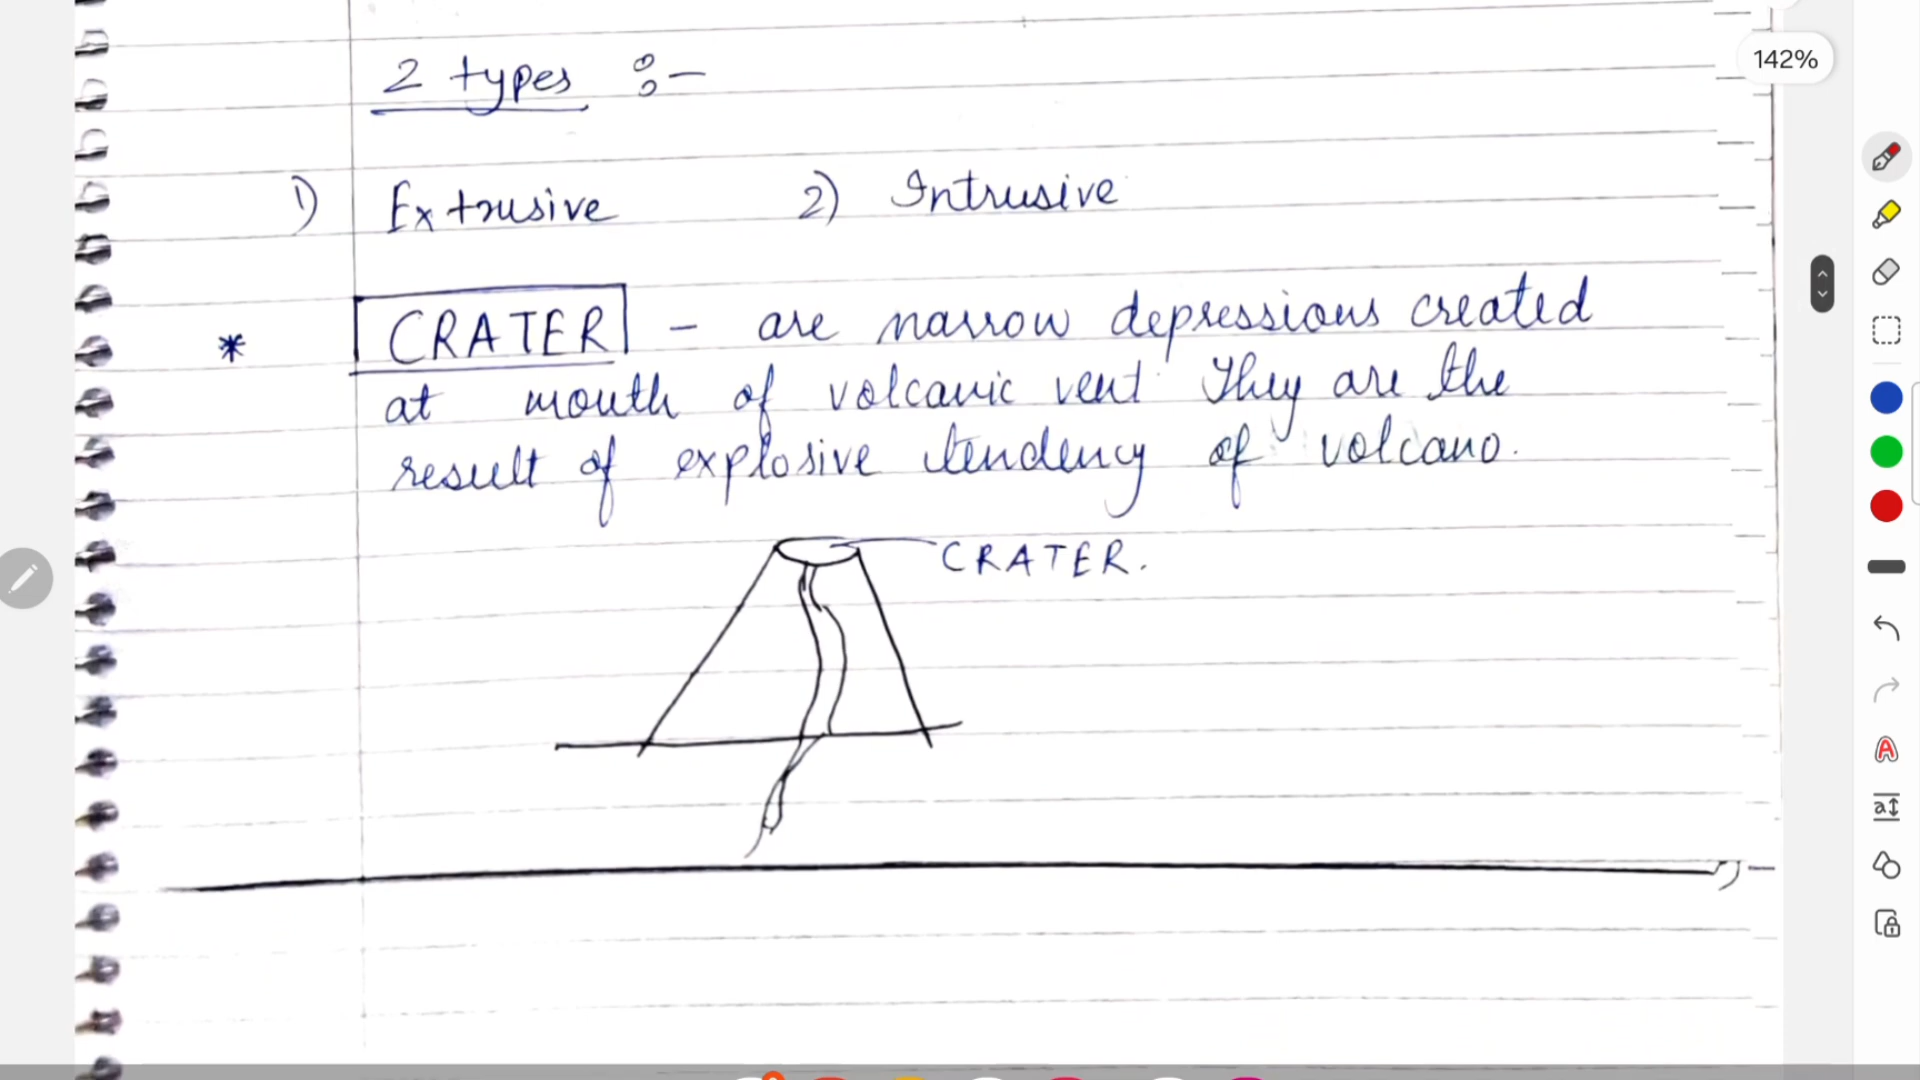 142%
2 types :-
1) Extrusive 2) Intrusive
* CRATER - are narrow depressions created
at mouth of volcanic vent. They are the
result of explosive tendency of volcano.
CRATER.